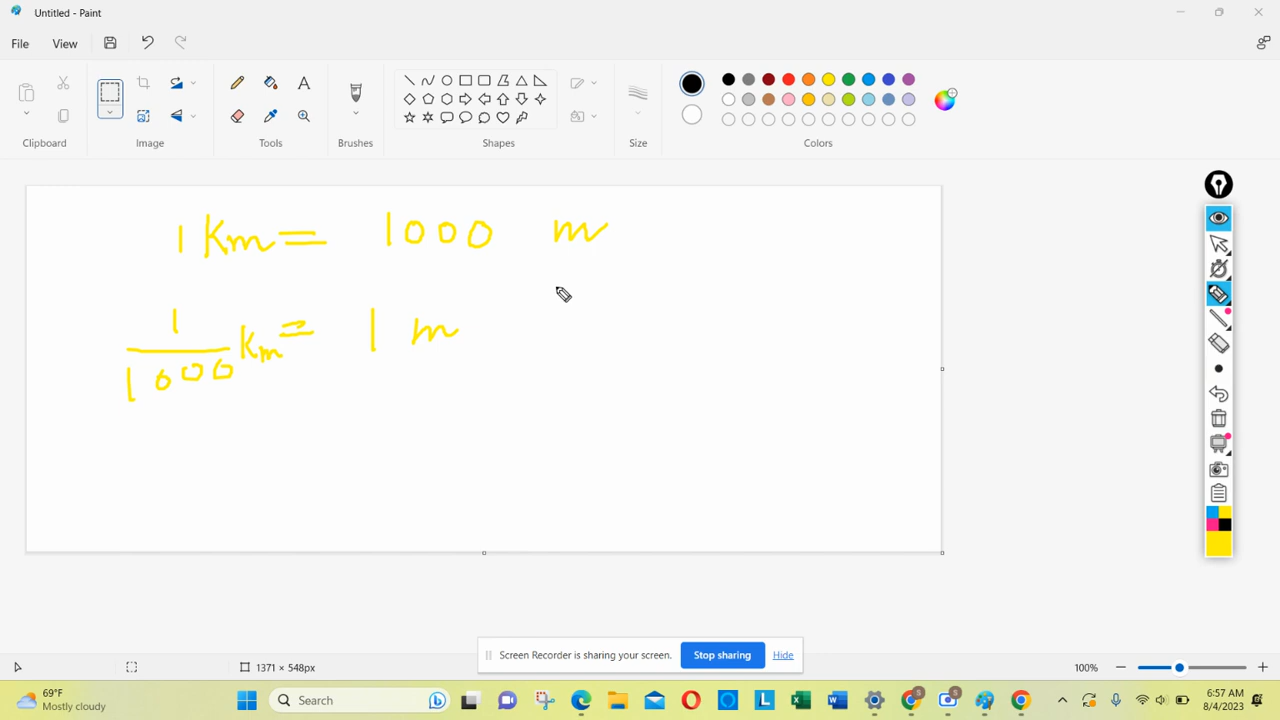 Untitled - Paint
File View
Clipboard Image Tools Brushes Shapes Size Colors
1 Km = 1000 m
1
1000 Km = 1 m
Screen Recorder is sharing your screen. Stop sharing Hide
1371 × 548px 100%
69°F
Mostly cloudy
Search
6:57 AM
8/4/2023